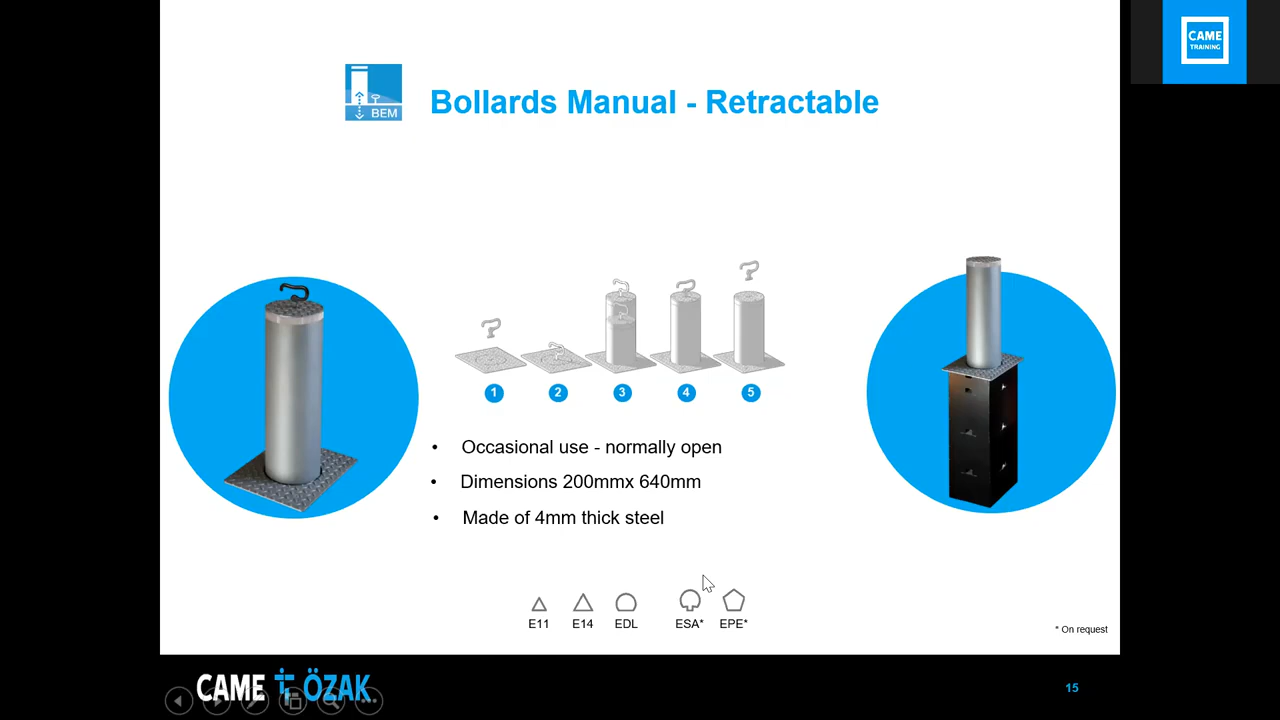 CAME
TRAINING
BEM
Bollards Manual - Retractable
1 2 3 4 5
• Occasional use - normally open
• Dimensions 200mmx 640mm
• Made of 4mm thick steel
E11 E14 EDL ESA* EPE*
* On request
CAME ÖZAK
15